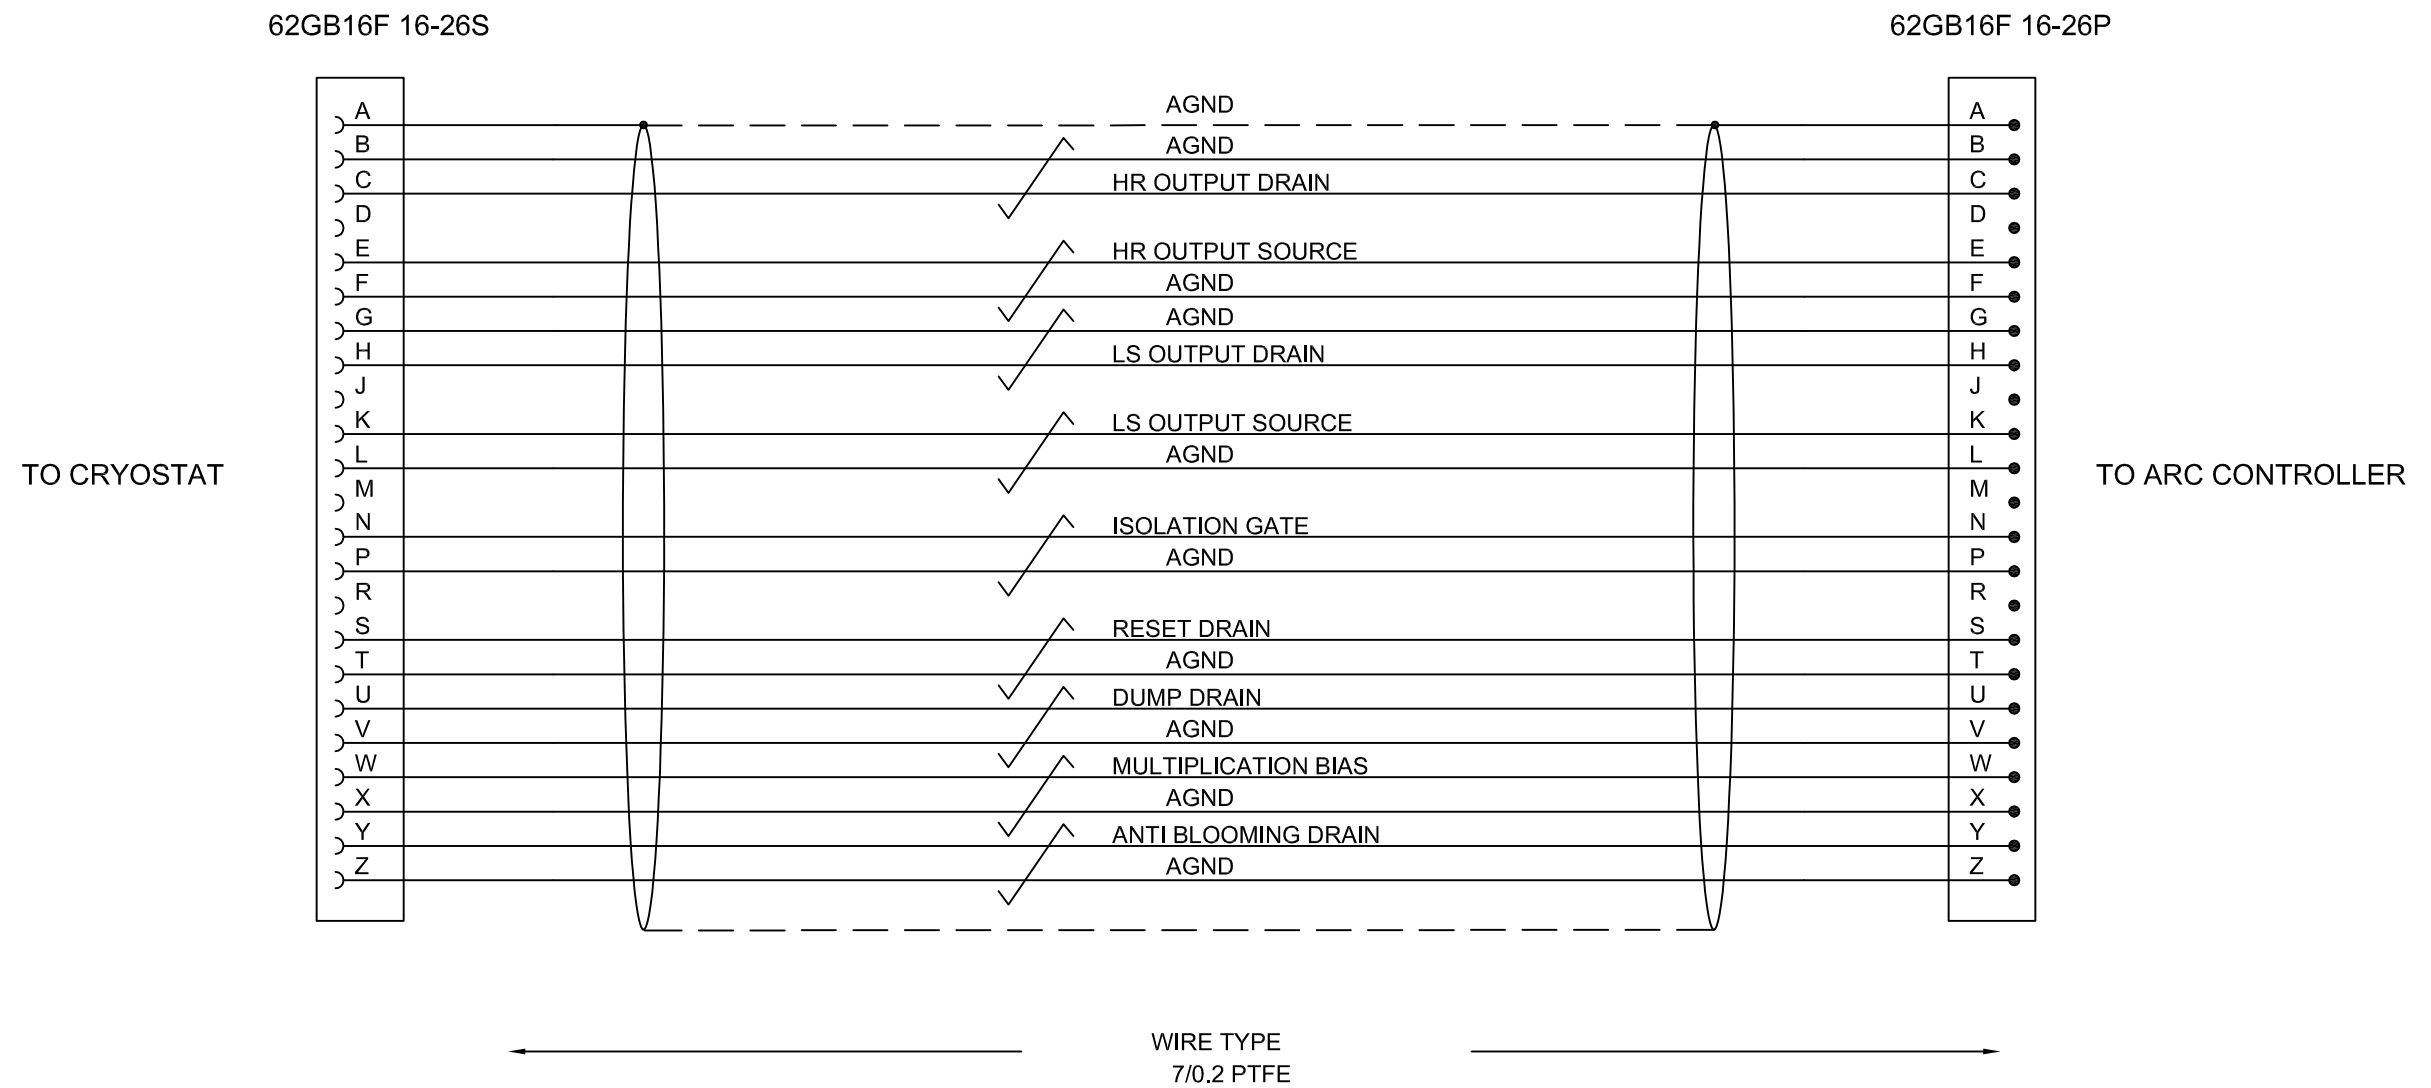 62GB16F 16-26S 62GB16F 16-26P
A AGND A
B AGND B
C HR OUTPUT DRAIN C
D D
E HR OUTPUT SOURCE E
F AGND F
G AGND G
H LS OUTPUT DRAIN H
J J
K LS OUTPUT SOURCE K
L AGND L
TO CRYOSTAT TO ARC CONTROLLER
M M
N ISOLATION GATE N
P AGND P
R R
S RESET DRAIN S
T AGND T
U DUMP DRAIN U
V AGND V
W MULTIPLICATION BIAS W
X AGND X
Y ANTI BLOOMING DRAIN Y
Z AGND Z
WIRE TYPE
7/0.2 PTFE